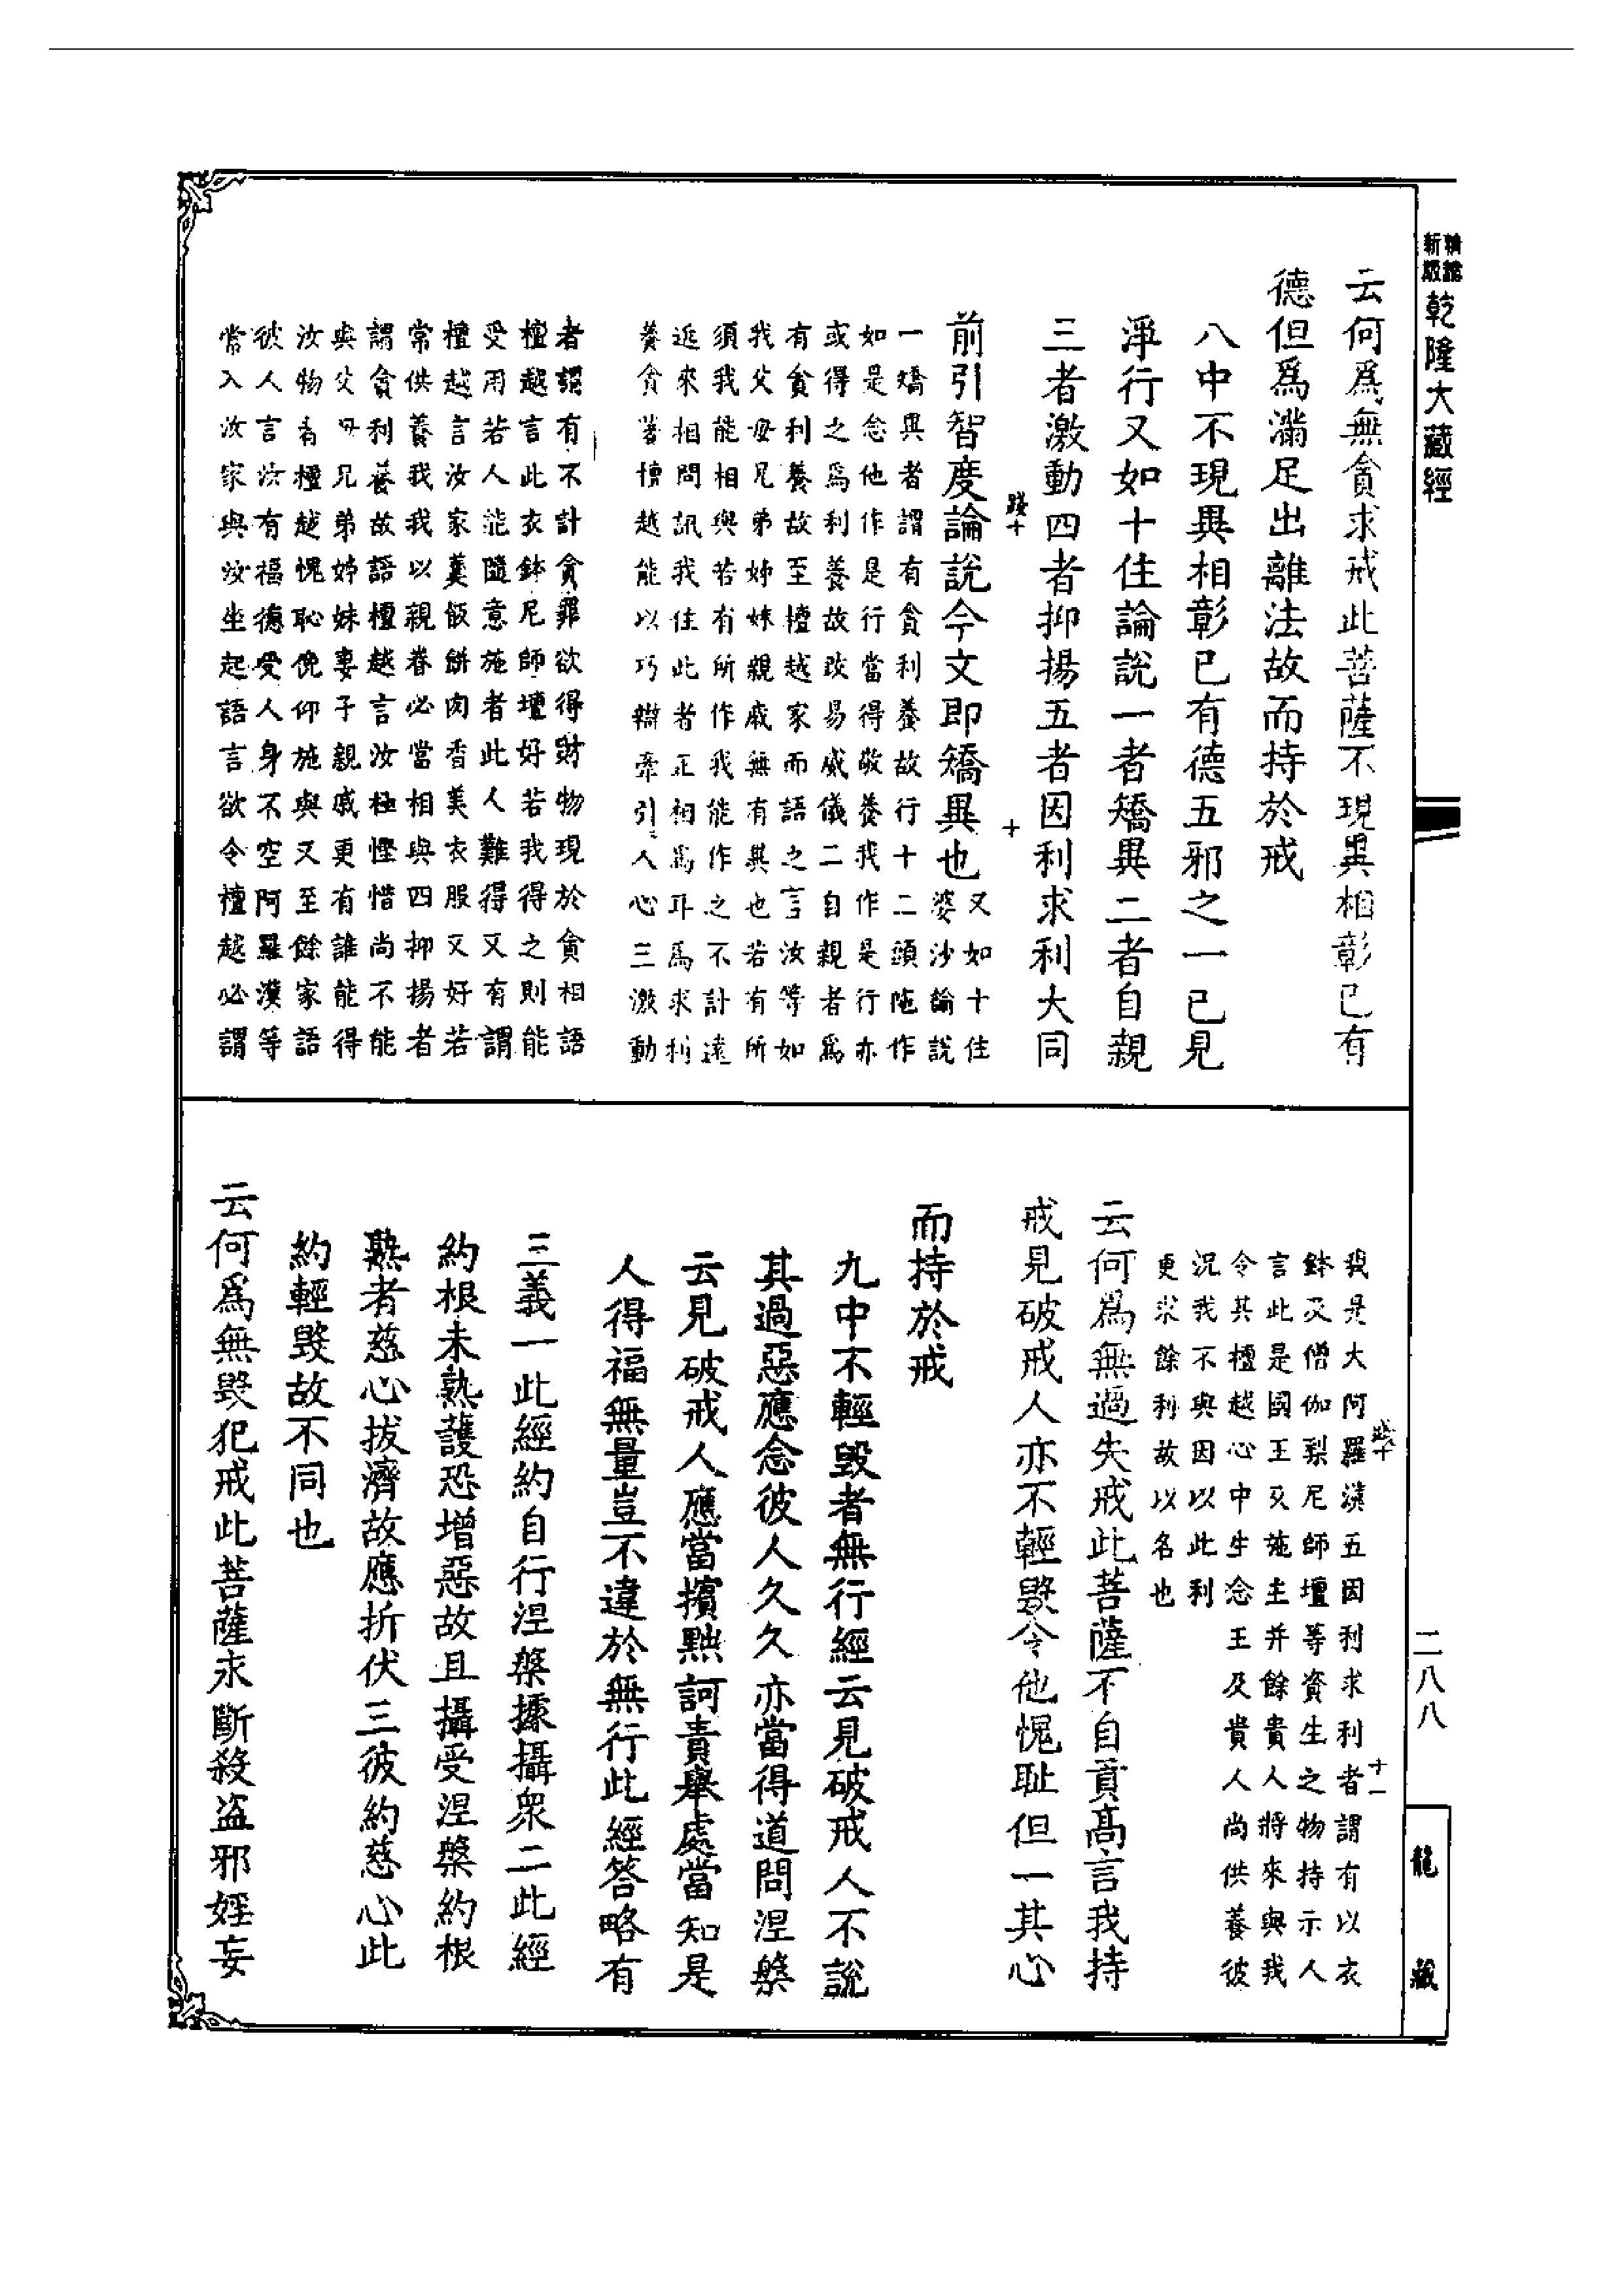 乾隆大藏經
云何爲無貪求戒此菩薩不現異相彰已有
德但爲滿足出離法故而持於戒
八中不現異相彰已有德五邪之一已見
淨行又如十住論說一者矯異二者自親
三者激動四者抑揚五者因利求利大同
前引智度論說今文即矯異也
又如十住
婆沙論說
一矯異者謂有貪利養故行十二頭陁作
如是念他作是行當得敬養我作是行亦
或得之爲利養故改易威儀二自親者爲
有貪利養故至檀越家而語之言汝等如
我父母兄弟姊妹親戚無有異也若有所
須我能相與若有所作我能作之不計遠
近來相問訊我住此者正相爲耳爲求利
養貪著檀越能以巧辯牽引人心三激動
者謂有不計貪罪欲得財物現於貪相語
檀越言此衣鉢尼師壇好若我得之則能
受用若人能隨意施者此人難得又有謂
檀越言汝家羹飯餅肉香美衣服又好若
常供養我我以親眷必當相與四抑揚者
謂貪利養故語檀越言汝極慳惜尚不能
與父母兄弟姊妹妻子親戚更有誰能得
汝物者檀越愧恥俛仰施與又至餘家語
彼人言汝有福德受人身不空阿羅漢等
常入汝家與汝坐起語言欲令檀越必謂
十
我是大阿羅漢五因利求利者謂有以衣
鉢及僧伽梨尼師壇等資生之物持示人
言此是國王及施主并餘貴人將來與我
令其檀越心中生念王及貴人尚供養彼
況我不與因以此利
更求餘利故以名也
云何爲無過失戒此菩薩不自貢高言我持
戒見破戒人亦不輕毀令他愧恥但一其心
而持於戒
九中不輕毀者無行經云見破戒人不說
其過惡應念彼人久久亦當得道問涅槃
云見破戒人應當擯黜訶責舉處當知是
人得福無量豈不違於無行此經答略有
三義一此經約自行涅槃據攝衆二此經
約根未熟護恐增惡故且攝受涅槃約根
熟者慈心拔濟故應折伏三彼約慈心此
約輕毀故不同也
云何爲無毀犯戒此菩薩永斷殺盜邪婬妄
十一
二八八
龍藏